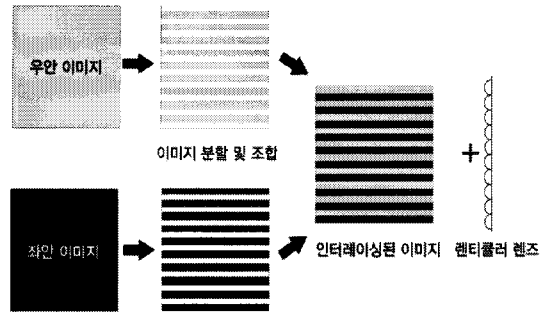 우안 이미지
이미지 분할 및 조합
좌안 이미지
인터레이싱된 이미지
렌티큘러 렌즈